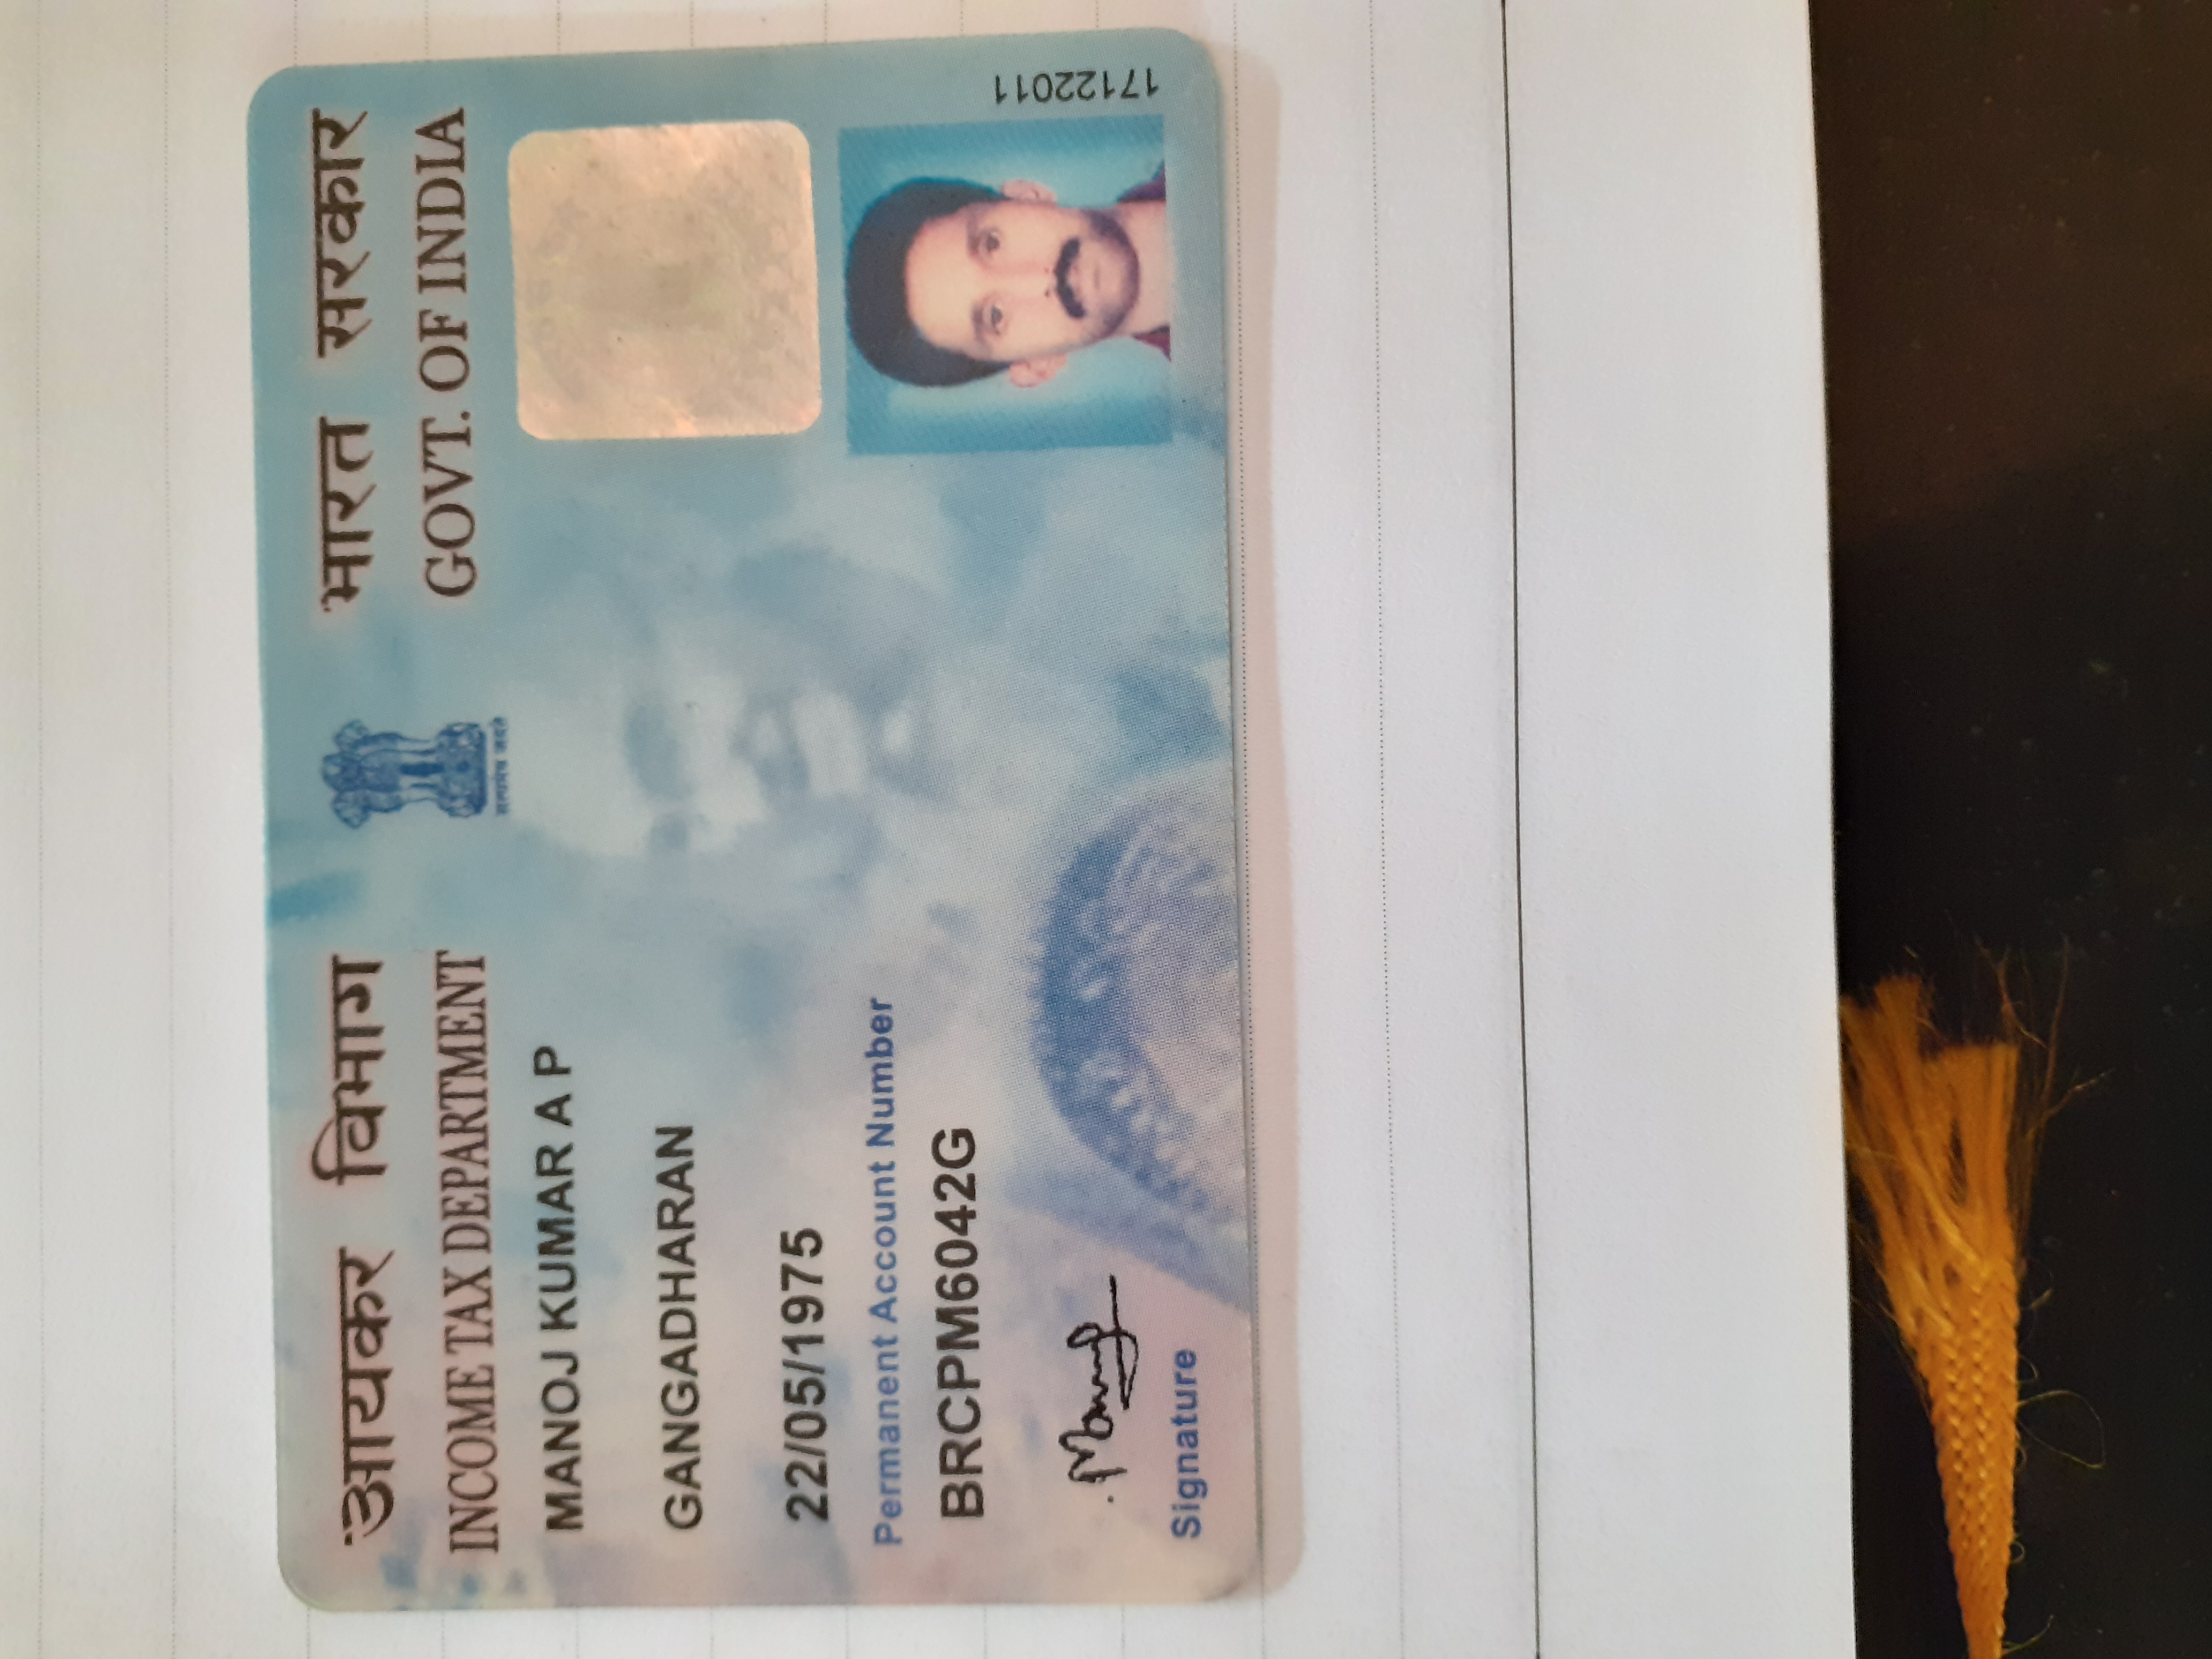 आयकर विभाग
INCOME TAX DEPARTMENT
सत्यमेव जयते
भारत सरकार
GOVT. OF INDIA
MANOJ KUMAR A P
GANGADHARAN
22/05/1975
Permanent Account Number
BRCPM6042G
Manoj
Signature
17122011